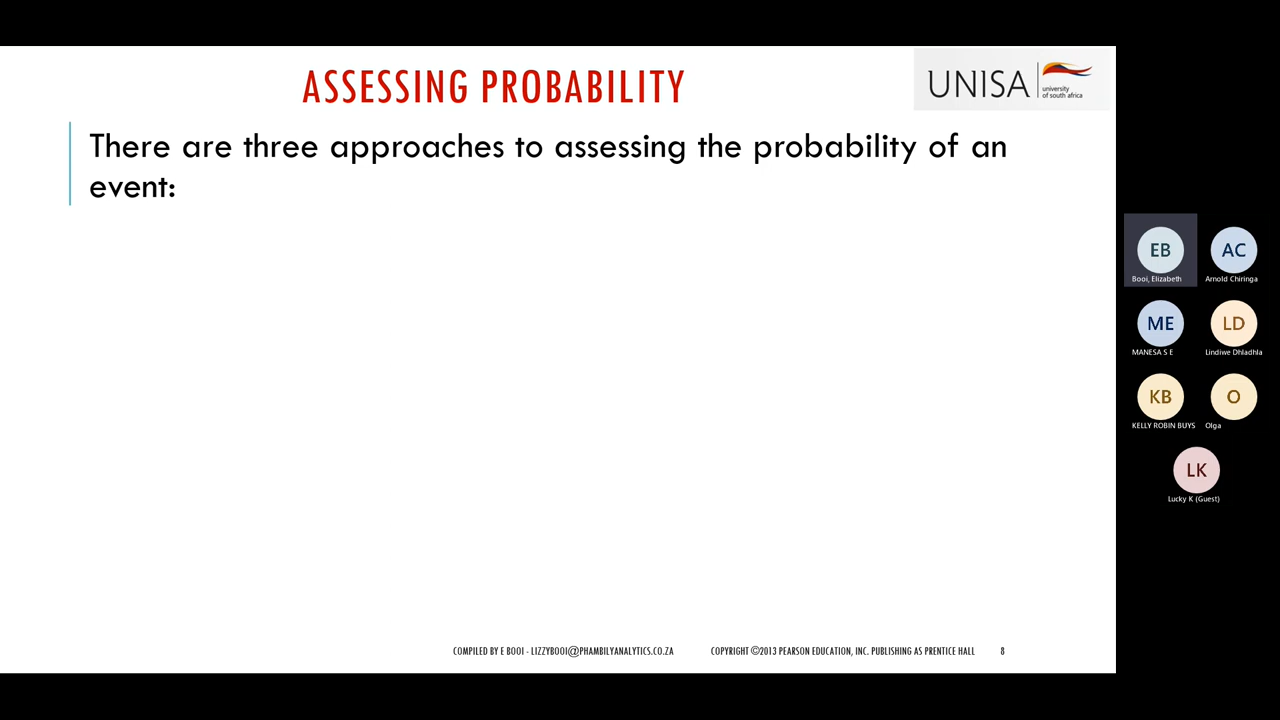 ASSESSING PROBABILITY
UNISA
university
of south africa
There are three approaches to assessing the probability of an
event:
EB
Booi, Elizabeth
AC
Arnold Chiringa
ME
MANESA S E
LD
Lindiwe Dhladhla
KB
KELLY ROBIN BUYS
O
Olga
LK
Lucky K (Guest)
COMPILED BY E BOOI - LIZZYBOOI@PHAMBILYANALYTICS.CO.ZA
COPYRIGHT ©2013 PEARSON EDUCATION, INC. PUBLISHING AS PRENTICE HALL
8